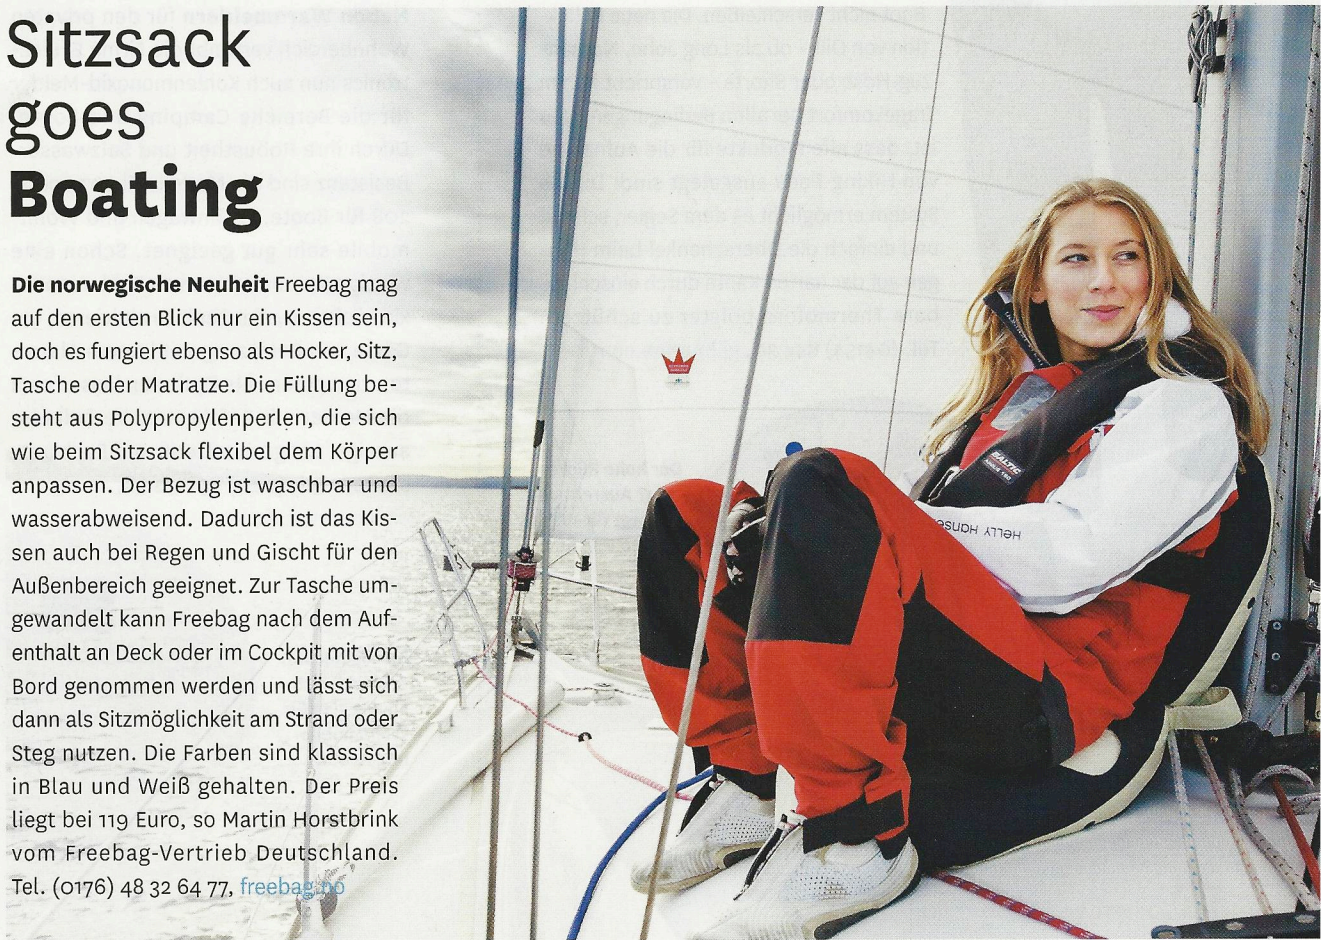 Sitzsack
goes
Boating
Die norwegische Neuheit Freebag mag
auf den ersten Blick nur ein Kissen sein,
doch es fungiert ebenso als Hocker, Sitz,
Tasche oder Matratze. Die Füllung be-
steht aus Polypropylenperlen, die sich
wie beim Sitzsack flexibel dem Körper
anpassen. Der Bezug ist waschbar und
wasserabweisend. Dadurch ist das Kis-
sen auch bei Regen und Gischt für den
Außenbereich geeignet. Zur Tasche um-
gewandelt kann Freebag nach dem Auf-
enthalt an Deck oder im Cockpit mit von
Bord genommen werden und lässt sich
dann als Sitzmöglichkeit am Strand oder
Steg nutzen. Die Farben sind klassisch
in Blau und Weiß gehalten. Der Preis
liegt bei 119 Euro, so Martin Horstbrink
vom Freebag-Vertrieb Deutschland.
Tel. (0176) 48 32 64 77, freebag.no
BALTIC
HELLY HANSE